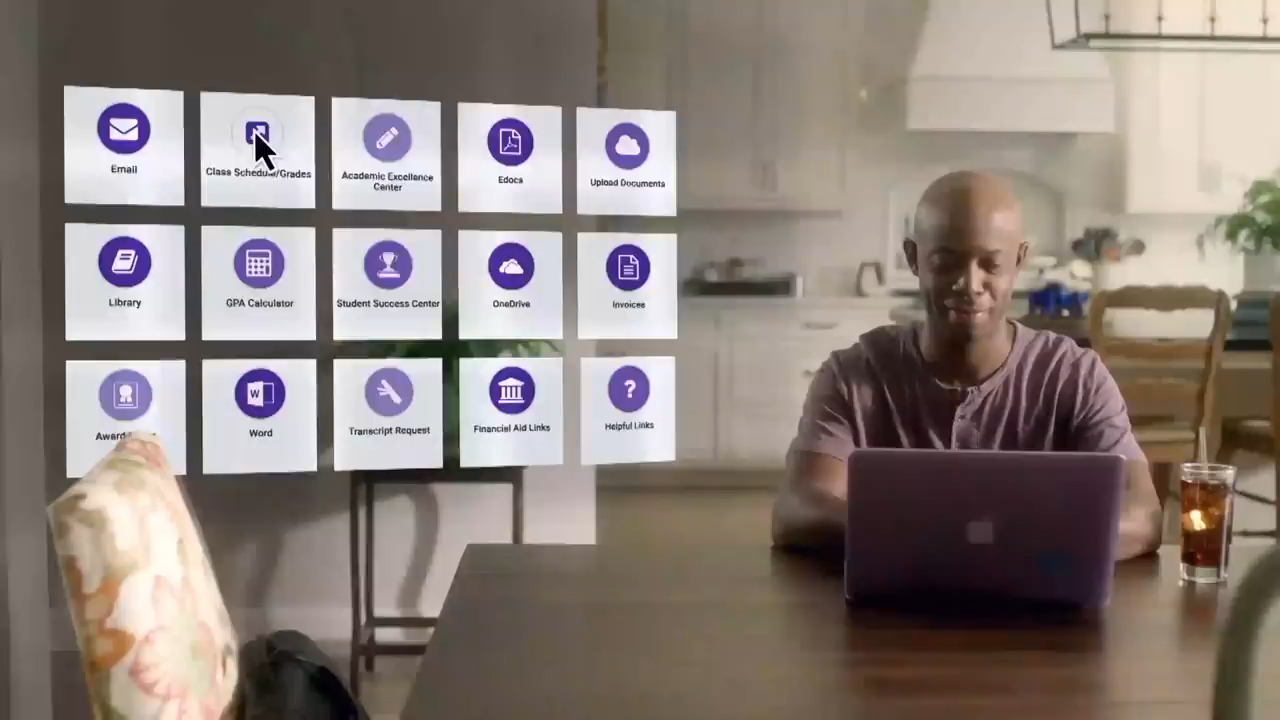 Email
Class Schedule/Grades
Academic Excellence
Center
Edocs
Upload Documents
Library
GPA Calculator
Student Success Center
OneDrive
Invoices
W
Word
Transcript Request
Financial Aid Links
?
Helpful Links